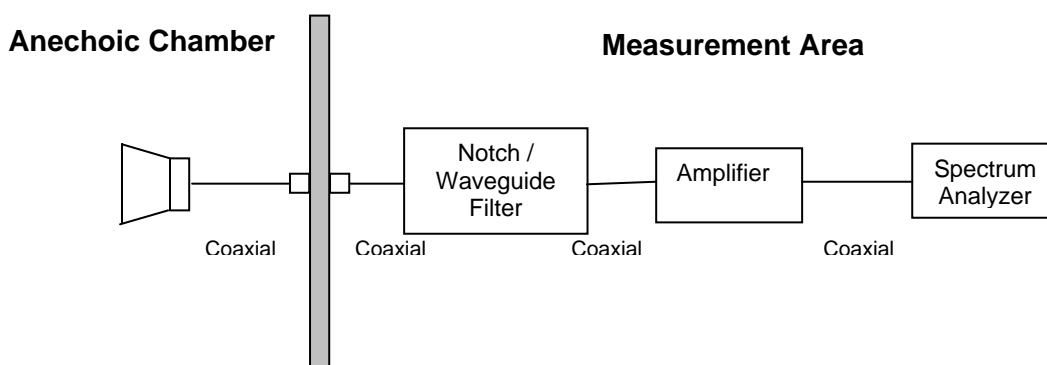 Anechoic Chamber
Measurement Area
Notch /
Waveguide
Filter
Amplifier
Spectrum
Analyzer
Coaxial
Coaxial
Coaxial
Coaxial